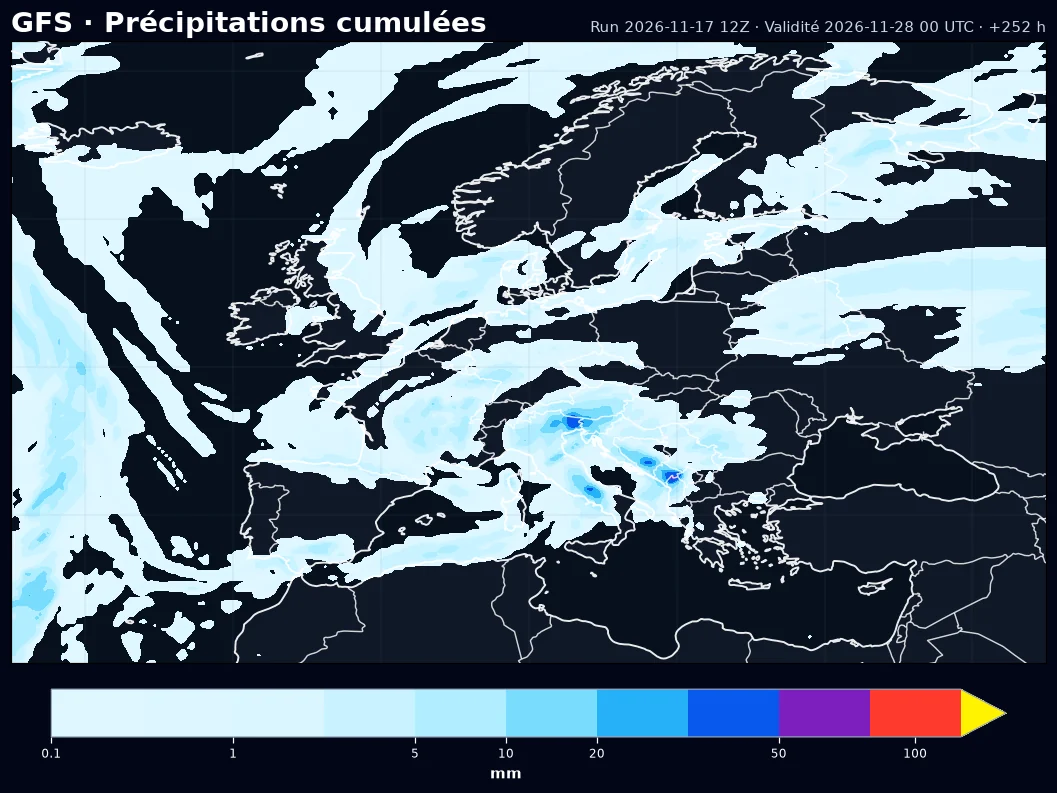 GFS · Précipitations cumulées
Run 2026-11-17 12Z · Validité 2026-11-28 00 UTC · +252 h
0.1 1 5 10 20 50 100
mm